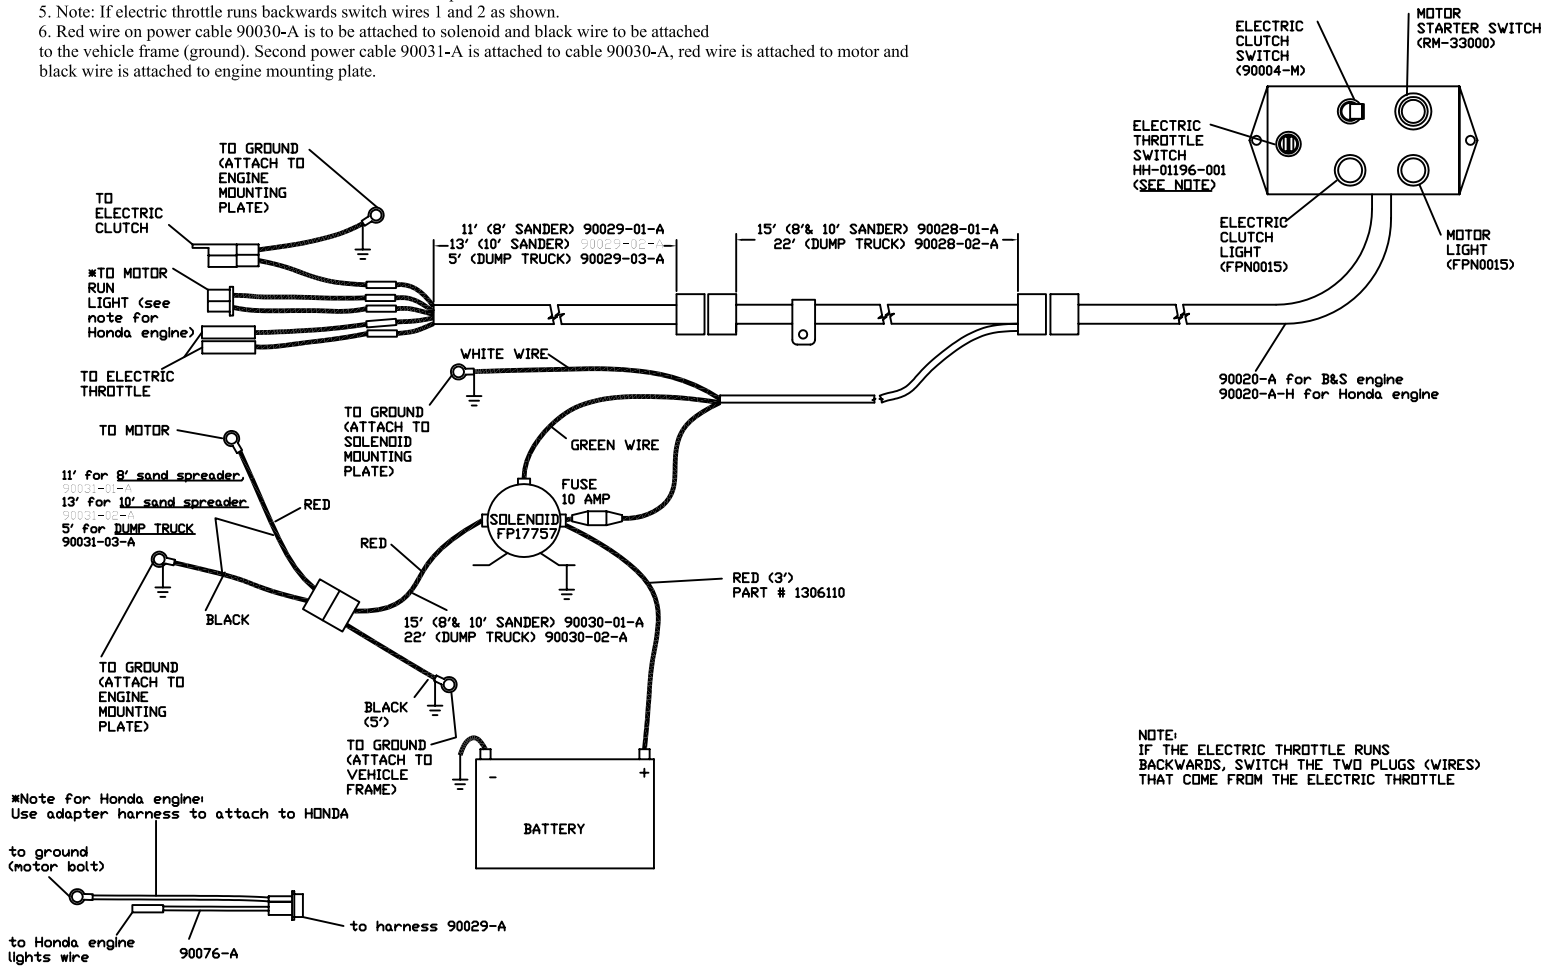 5. Note: If electric throttle runs backwards switch wires 1 and 2 as shown.
6. Red wire on power cable 90030-A is to be attached to solenoid and black wire to be attached
to the vehicle frame (ground). Second power cable 90031-A is attached to cable 90030-A, red wire is attached to motor and
black wire is attached to engine mounting plate.
ELECTRIC
CLUTCH
SWITCH
(90004-M)
MOTOR
STARTER SWITCH
(RM-33000)
ELECTRIC
THROTTLE
SWITCH
HH-01196-001
(SEE NOTE)
ELECTRIC
CLUTCH
LIGHT
(FPN0015)
MOTOR
LIGHT
(FPN0015)
TO GROUND
(ATTACH TO
ENGINE
MOUNTING
PLATE)
TO
ELECTRIC
CLUTCH
*TO MOTOR
RUN
LIGHT (see
note for
Honda engine)
TO ELECTRIC
THROTTLE
11' (8' SANDER) 90029-01-A
13' (10' SANDER) 90029-02-A
5' (DUMP TRUCK) 90029-03-A
15' (8'& 10' SANDER) 90028-01-A
22' (DUMP TRUCK) 90028-02-A
90020-A for B&S engine
90020-A-H for Honda engine
WHITE WIRE
TO GROUND
(ATTACH TO
SOLENOID
MOUNTING
PLATE)
GREEN WIRE
FUSE
10 AMP
SOLENOID
FP17757
TO MOTOR
11' for 8' sand spreader
90031-01-A
13' for 10' sand spreader
90031-02-A
5' for DUMP TRUCK
90031-03-A
RED
RED
BLACK
RED (3')
PART # 1306110
15' (8'& 10' SANDER) 90030-01-A
22' (DUMP TRUCK) 90030-02-A
TO GROUND
(ATTACH TO
ENGINE
MOUNTING
PLATE)
BLACK
(5')
TO GROUND
(ATTACH TO
VEHICLE
FRAME)
-
+
BATTERY
NOTE:
IF THE ELECTRIC THROTTLE RUNS
BACKWARDS, SWITCH THE TWO PLUGS (WIRES)
THAT COME FROM THE ELECTRIC THROTTLE
*Note for Honda engine:
Use adapter harness to attach to HONDA
to ground
(motor bolt)
to harness 90029-A
to Honda engine
lights wire
90076-A